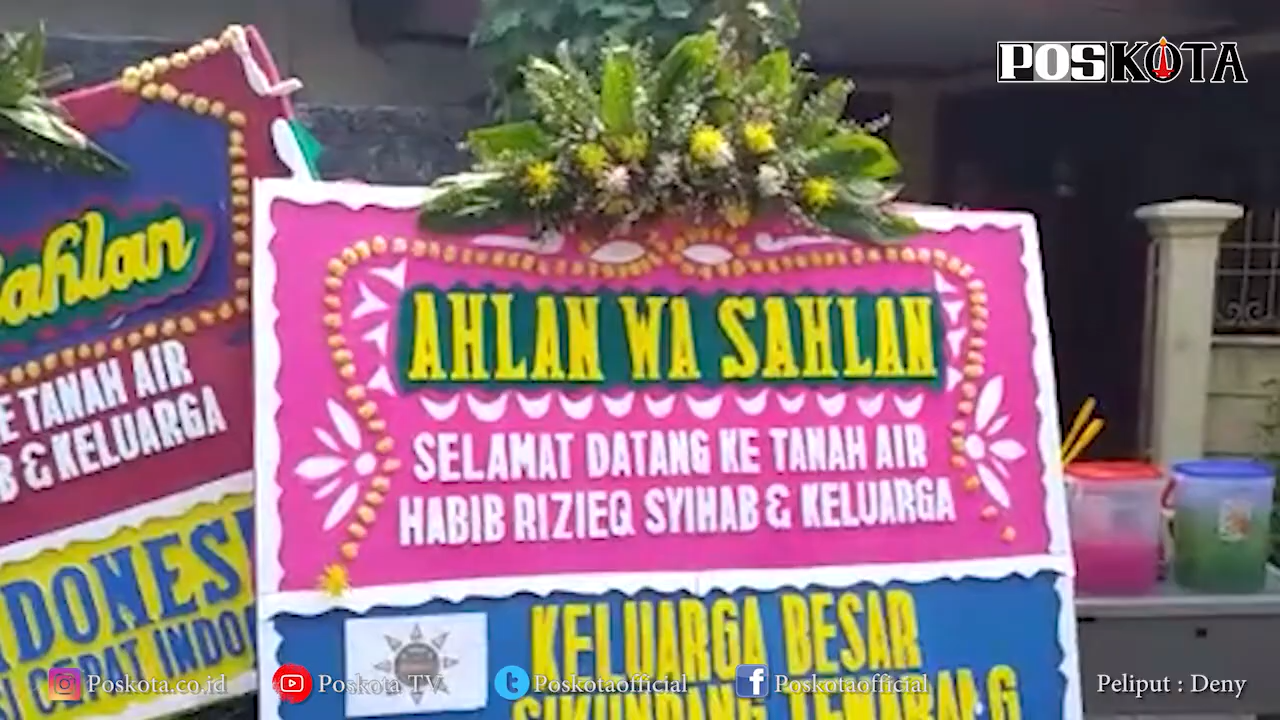 POSKOTA
ahlan
TANAH AIR
& KELUARGA
AHLAN WA SAHLAN
SELAMAT DATANG KE TANAH AIR
HABIB RIZIEQ SYIHAB & KELUARGA
KELUARGA BESAR
Poskota.co.id
Poskota TV
Poskotaofficial
Poskotaofficial
Peliput : Deny